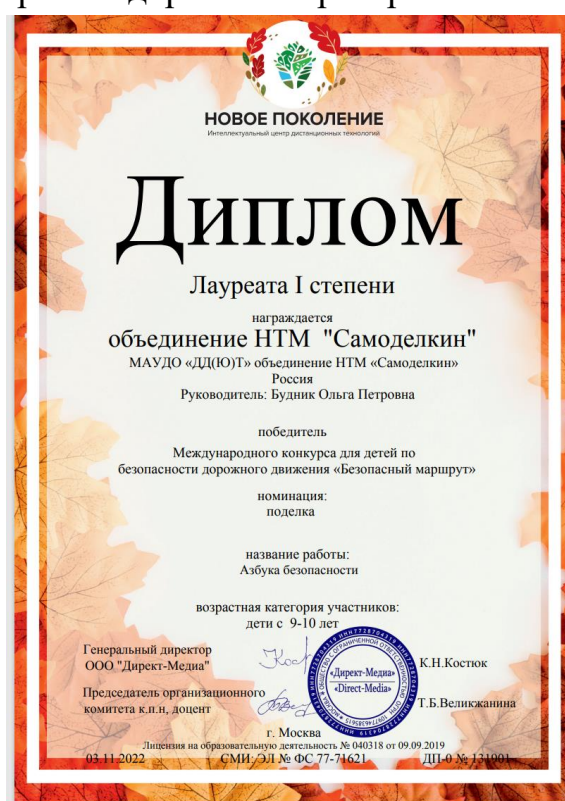 НОВОЕ ПОКОЛЕНИЕ
Интеллектуальный центр дистанционных технологий
Диплом
Лауреата I степени
награждается
объединение НТМ "Самоделкин"
МАУДО «ДД(Ю)Т» объединение НТМ «Самоделкин»
Россия
Руководитель: Будник Ольга Петровна
победитель
Международного конкурса для детей по
безопасности дорожного движения «Безопасный маршрут»
номинация:
поделка
название работы:
Азбука безопасности
возрастная категория участников:
дети с 9-10 лет
Генеральный директор
ООО "Директ-Медиа"
К.Н.Костюк
«Директ-Медиа»
«Direct-Media»
Председатель организационного
комитета к.п.н, доцент
Т.Б.Великжанина
г. Москва
Лицензия на образовательную деятельность № 040318 от 09.09.2019
03.11.2022 СМИ: ЭЛ № ФС 77-71621 ДП-0 № 131901